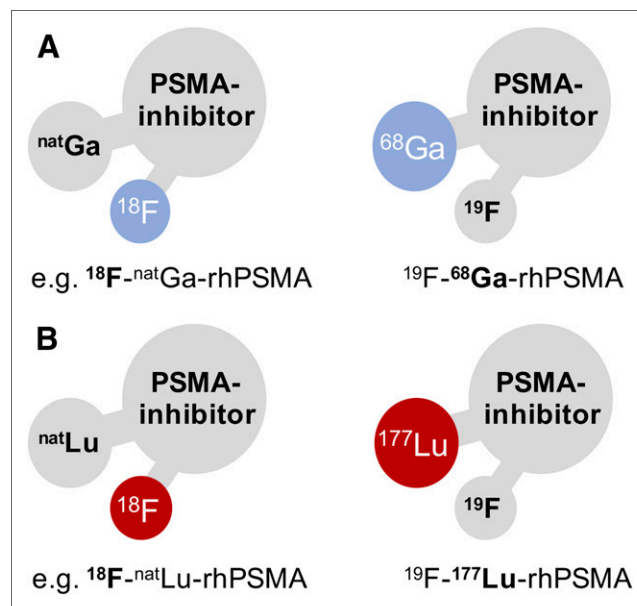 A
PSMA-
inhibitor
natGa
18F
e.g. 18F-natGa-rhPSMA
PSMA-
inhibitor
68Ga
19F
19F-68Ga-rhPSMA
B
PSMA-
inhibitor
natLu
18F
e.g. 18F-natLu-rhPSMA
PSMA-
inhibitor
177Lu
19F
19F-177Lu-rhPSMA